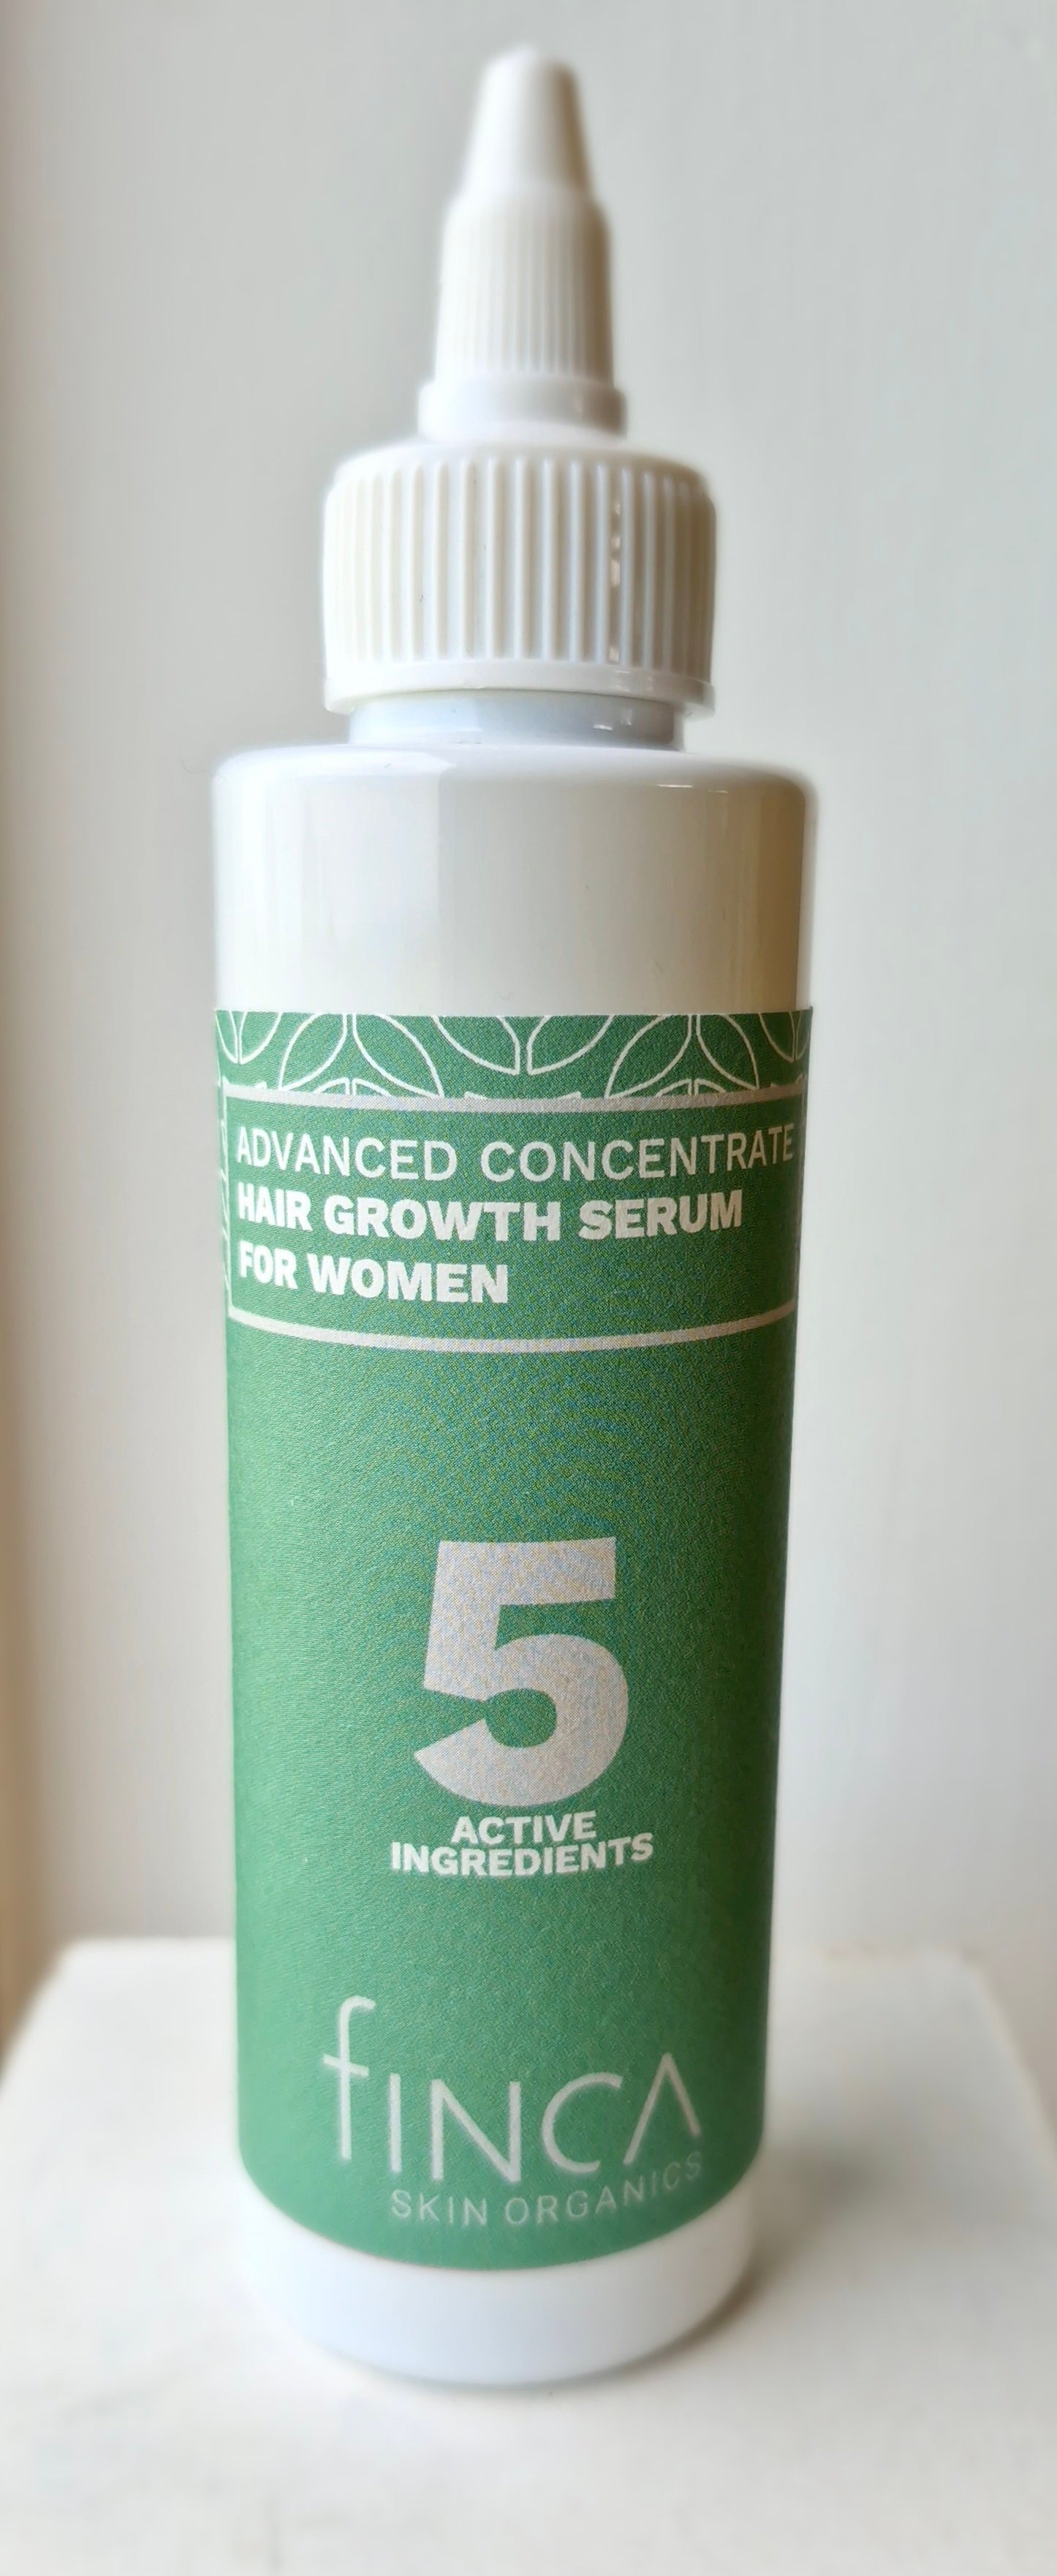 ADVANCED CONCENTRATE
HAIR GROWTH SERUM
FOR WOMEN
5
ACTIVE
INGREDIENTS
fINCA
SKIN ORGANICS